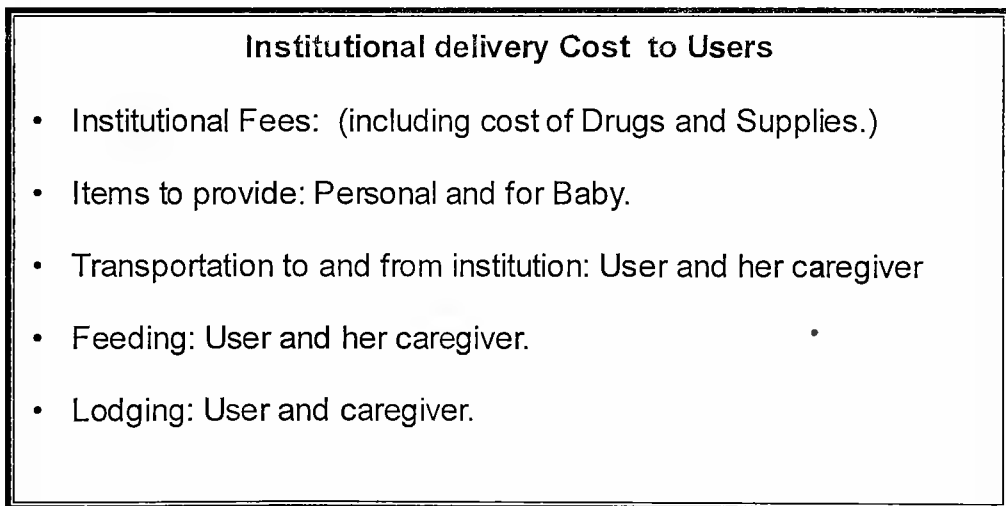 Institutional delivery Cost to Users
• Institutional Fees: (including cost of Drugs and Supplies.)
• Items to provide: Personal and for Baby.
• Transportation to and from institution: User and her caregiver
• Feeding: User and her caregiver.
• Lodging: User and caregiver.